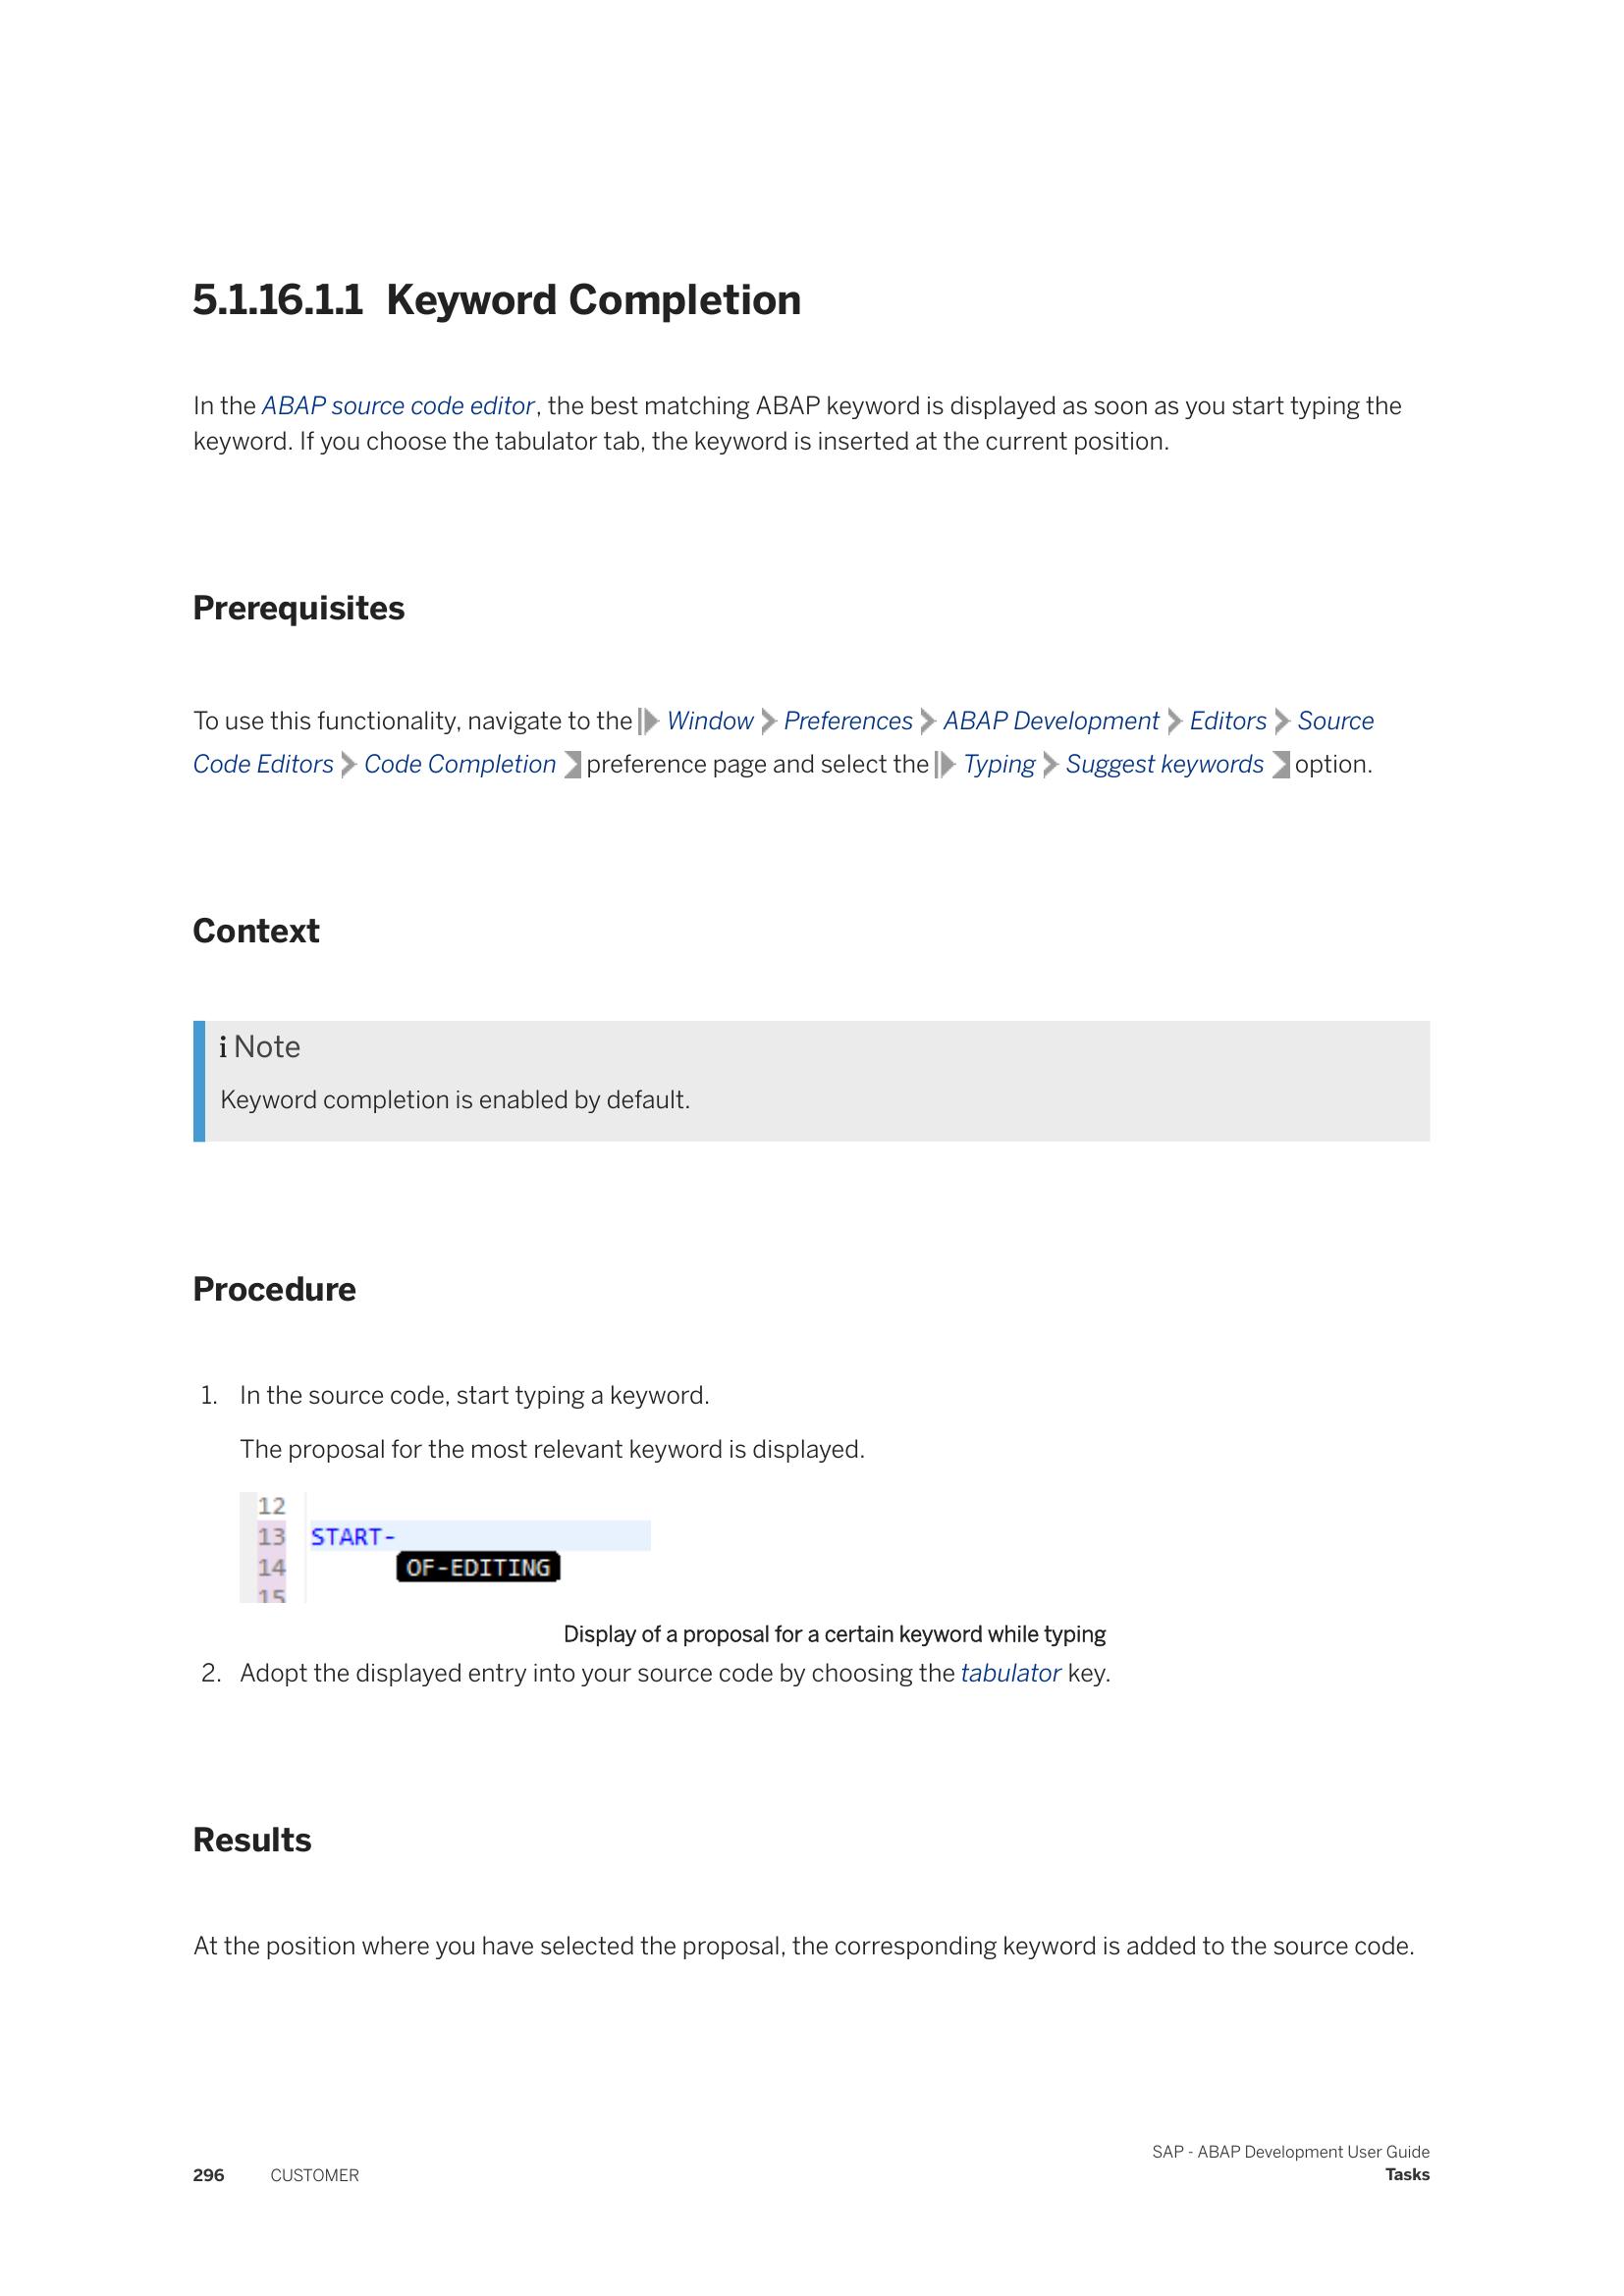 5.1.16.1.1 Keyword Completion
In the ABAP source code editor, the best matching ABAP keyword is displayed as soon as you start typing the
keyword. If you choose the tabulator tab, the keyword is inserted at the current position.
Prerequisites
To use this functionality, navigate to the Window Preferences ABAP Development Editors Source
Code Editors Code Completion preference page and select the Typing Suggest keywords option.
Context
i Note
Keyword completion is enabled by default.
Procedure
1. In the source code, start typing a keyword.
The proposal for the most relevant keyword is displayed.
12
13 START-
14 OF-EDITING
15
Display of a proposal for a certain keyword while typing
2. Adopt the displayed entry into your source code by choosing the tabulator key.
Results
At the position where you have selected the proposal, the corresponding keyword is added to the source code.
SAP - ABAP Development User Guide
296 CUSTOMER Tasks